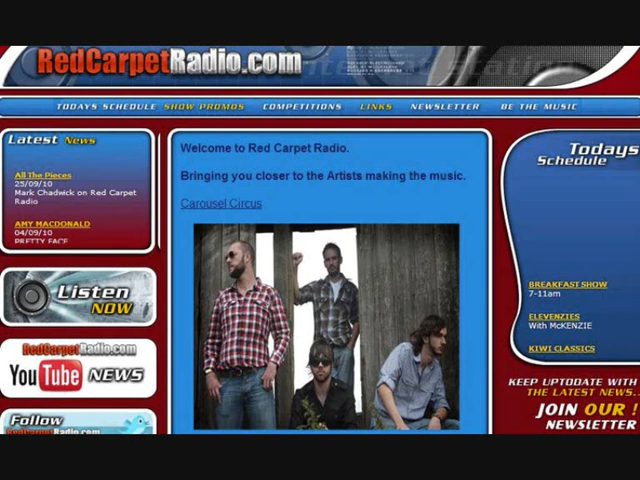 RedCarpetRadio.com
TODAYS SCHEDULE SHOW PROMOS COMPETITIONS LINKS NEWSLETTER BE THE MUSIC
Latest News
All The Pieces
25/09/10
Mark Chadwick on Red Carpet
Radio
AMY MACDONALD
04/09/10
PRETTY FACE
Listen
NOW
RedCarpetRadio.com
YouTube NEWS
Follow
RedCarpetRadio.com
Welcome to Red Carpet Radio.
Bringing you closer to the Artists making the music.
Carousel Circus
Todays
Schedule
BREAKFAST SHOW
7-11am
ELEVENZIES
With McKENZIE
KIWI CLASSICS
KEEP UPTODATE WITH
THE LATEST NEWS..
JOIN OUR !
NEWSLETTER